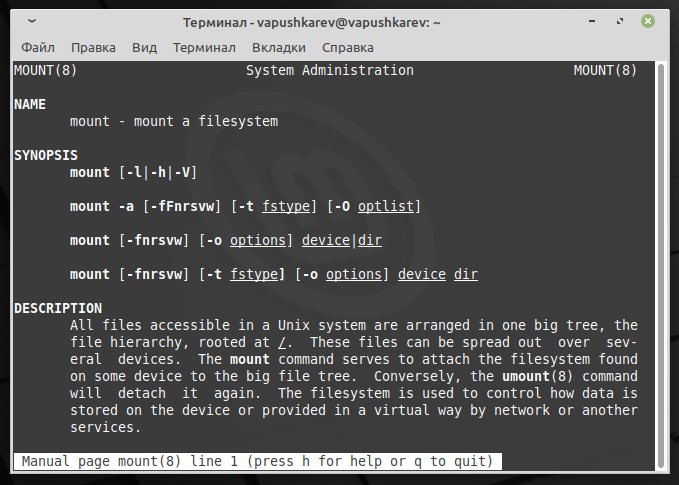 Терминал - vapushkarev@vapushkarev: ~
Файл Правка Вид Терминал Вкладки Справка
MOUNT(8) System Administration MOUNT(8)
NAME
mount - mount a filesystem
SYNOPSIS
mount [-l|-h|-V]
mount -a [-fFnrsvw] [-t fstype] [-O optlist]
mount [-fnrsvw] [-o options] device|dir
mount [-fnrsvw] [-t fstype] [-o options] device dir
DESCRIPTION
All files accessible in a Unix system are arranged in one big tree, the
file hierarchy, rooted at /. These files can be spread out over sev-
eral devices. The mount command serves to attach the filesystem found
on some device to the big file tree. Conversely, the umount(8) command
will detach it again. The filesystem is used to control how data is
stored on the device or provided in a virtual way by network or another
services.
Manual page mount(8) line 1 (press h for help or q to quit)